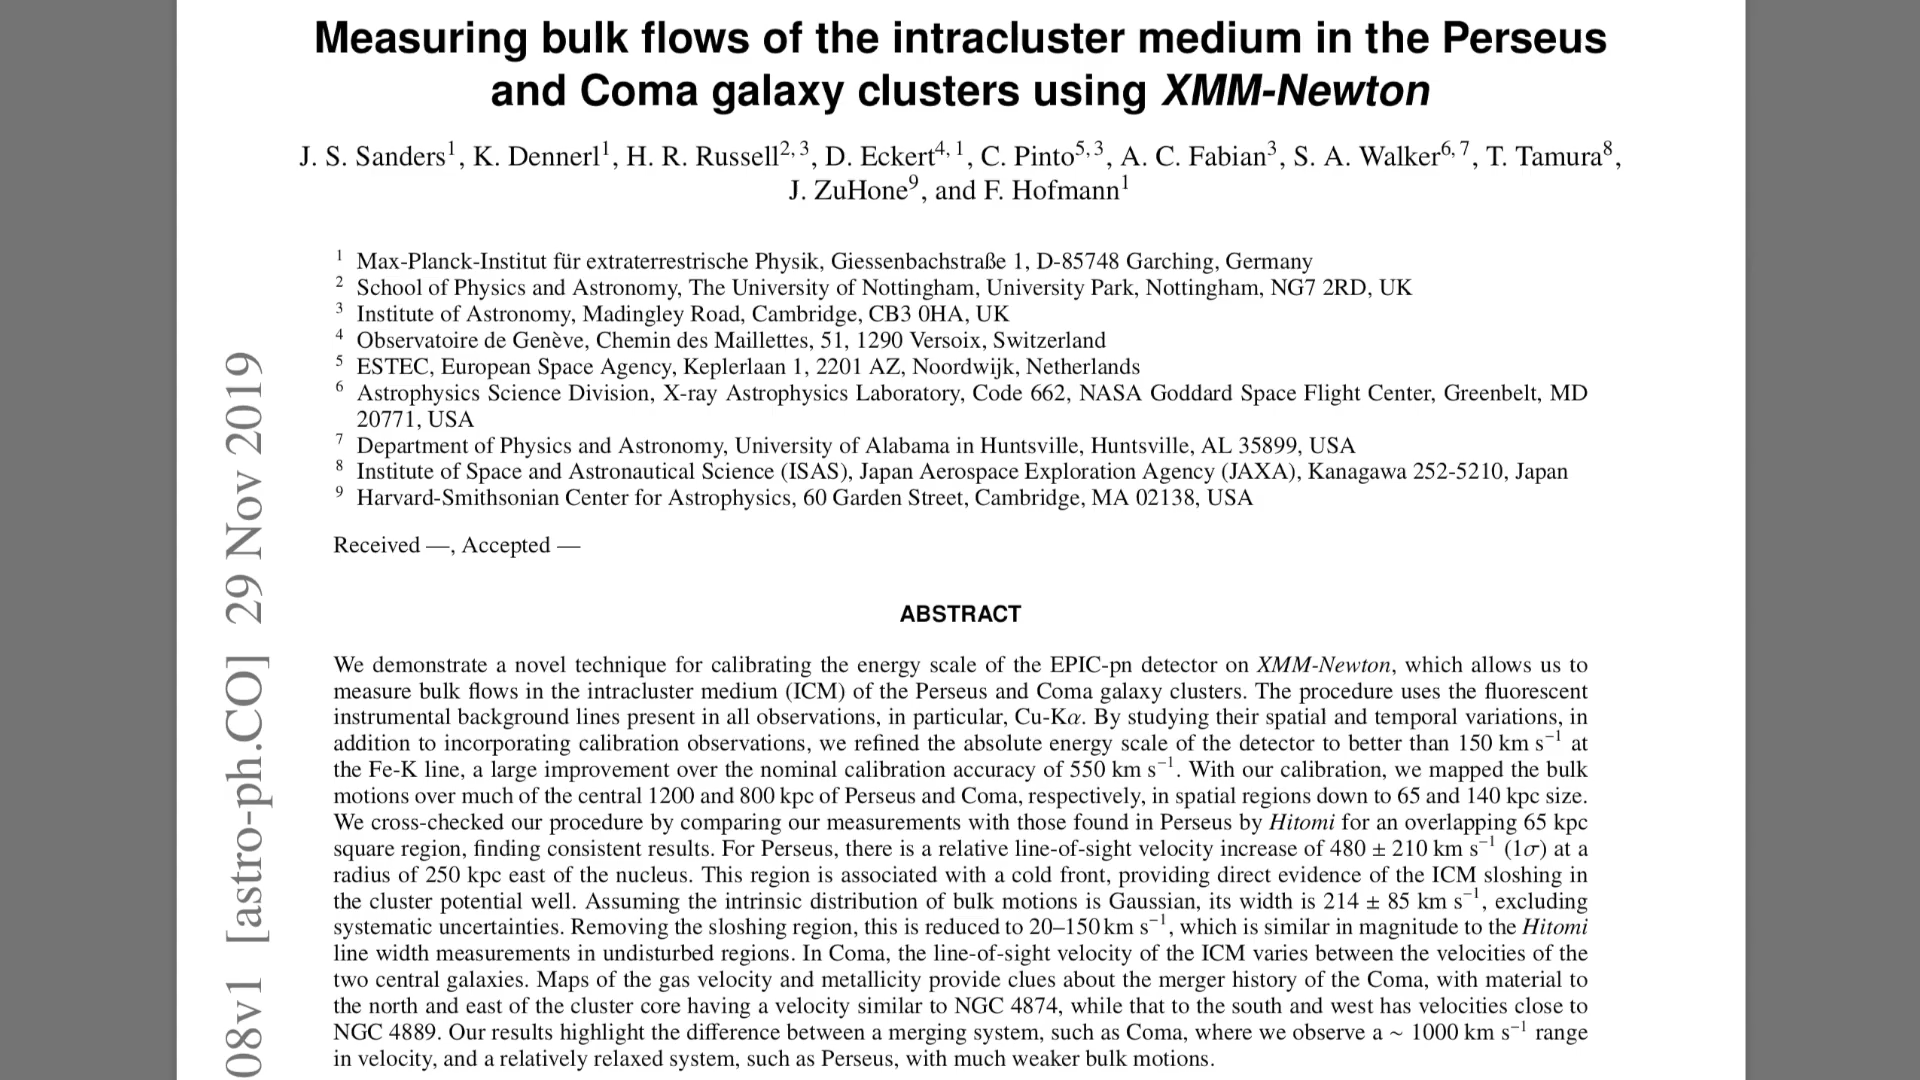 Measuring bulk flows of the intracluster medium in the Perseus
and Coma galaxy clusters using XMM-Newton
J. S. Sanders1, K. Dennerl1, H. R. Russell2,3, D. Eckert4,1, C. Pinto5,3, A. C. Fabian3, S. A. Walker6,7, T. Tamura8,
J. ZuHone9, and F. Hofmann1
1 Max-Planck-Institut für extraterrestrische Physik, Giessenbachstraße 1, D-85748 Garching, Germany
2 School of Physics and Astronomy, The University of Nottingham, University Park, Nottingham, NG7 2RD, UK
3 Institute of Astronomy, Madingley Road, Cambridge, CB3 0HA, UK
4 Observatoire de Genève, Chemin des Maillettes, 51, 1290 Versoix, Switzerland
5 ESTEC, European Space Agency, Keplerlaan 1, 2201 AZ, Noordwijk, Netherlands
6 Astrophysics Science Division, X-ray Astrophysics Laboratory, Code 662, NASA Goddard Space Flight Center, Greenbelt, MD
20771, USA
7 Department of Physics and Astronomy, University of Alabama in Huntsville, Huntsville, AL 35899, USA
8 Institute of Space and Astronautical Science (ISAS), Japan Aerospace Exploration Agency (JAXA), Kanagawa 252-5210, Japan
9 Harvard-Smithsonian Center for Astrophysics, 60 Garden Street, Cambridge, MA 02138, USA
Received —, Accepted —
ABSTRACT
We demonstrate a novel technique for calibrating the energy scale of the EPIC-pn detector on XMM-Newton, which allows us to
measure bulk flows in the intracluster medium (ICM) of the Perseus and Coma galaxy clusters. The procedure uses the fluorescent
instrumental background lines present in all observations, in particular, Cu-Kα. By studying their spatial and temporal variations, in
addition to incorporating calibration observations, we refined the absolute energy scale of the detector to better than 150 km s−1 at
the Fe-K line, a large improvement over the nominal calibration accuracy of 550 km s−1. With our calibration, we mapped the bulk
motions over much of the central 1200 and 800 kpc of Perseus and Coma, respectively, in spatial regions down to 65 and 140 kpc size.
We cross-checked our procedure by comparing our measurements with those found in Perseus by Hitomi for an overlapping 65 kpc
square region, finding consistent results. For Perseus, there is a relative line-of-sight velocity increase of 480 ± 210 km s−1 (1σ) at a
radius of 250 kpc east of the nucleus. This region is associated with a cold front, providing direct evidence of the ICM sloshing in
the cluster potential well. Assuming the intrinsic distribution of bulk motions is Gaussian, its width is 214 ± 85 km s−1, excluding
systematic uncertainties. Removing the sloshing region, this is reduced to 20–150 km s−1, which is similar in magnitude to the Hitomi
line width measurements in undisturbed regions. In Coma, the line-of-sight velocity of the ICM varies between the velocities of the
two central galaxies. Maps of the gas velocity and metallicity provide clues about the merger history of the Coma, with material to
the north and east of the cluster core having a velocity similar to NGC 4874, while that to the south and west has velocities close to
NGC 4889. Our results highlight the difference between a merging system, such as Coma, where we observe a ~ 1000 km s−1 range
in velocity, and a relatively relaxed system, such as Perseus, with much weaker bulk motions.
08v1 [astro-ph.CO] 29 Nov 2019